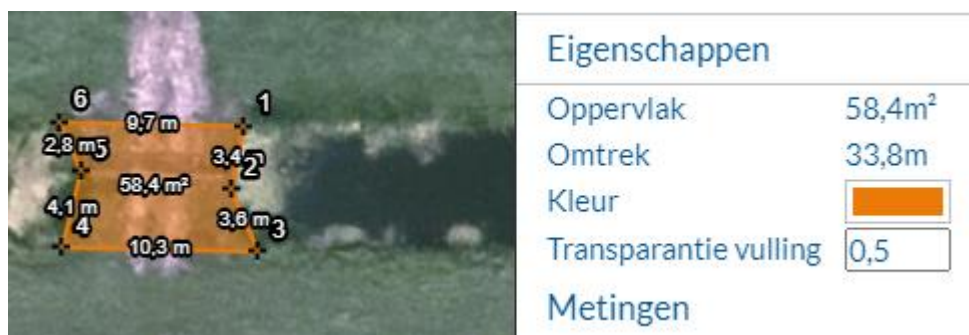 6
1
9,7 m
2,8 m
5
3,4 m
2
58,4 m²
4,1 m
3,6 m
3
4
10,3 m
Eigenschappen
Oppervlak 58,4m²
Omtrek 33,8m
Kleur
Transparantie vulling 0,5
Metingen